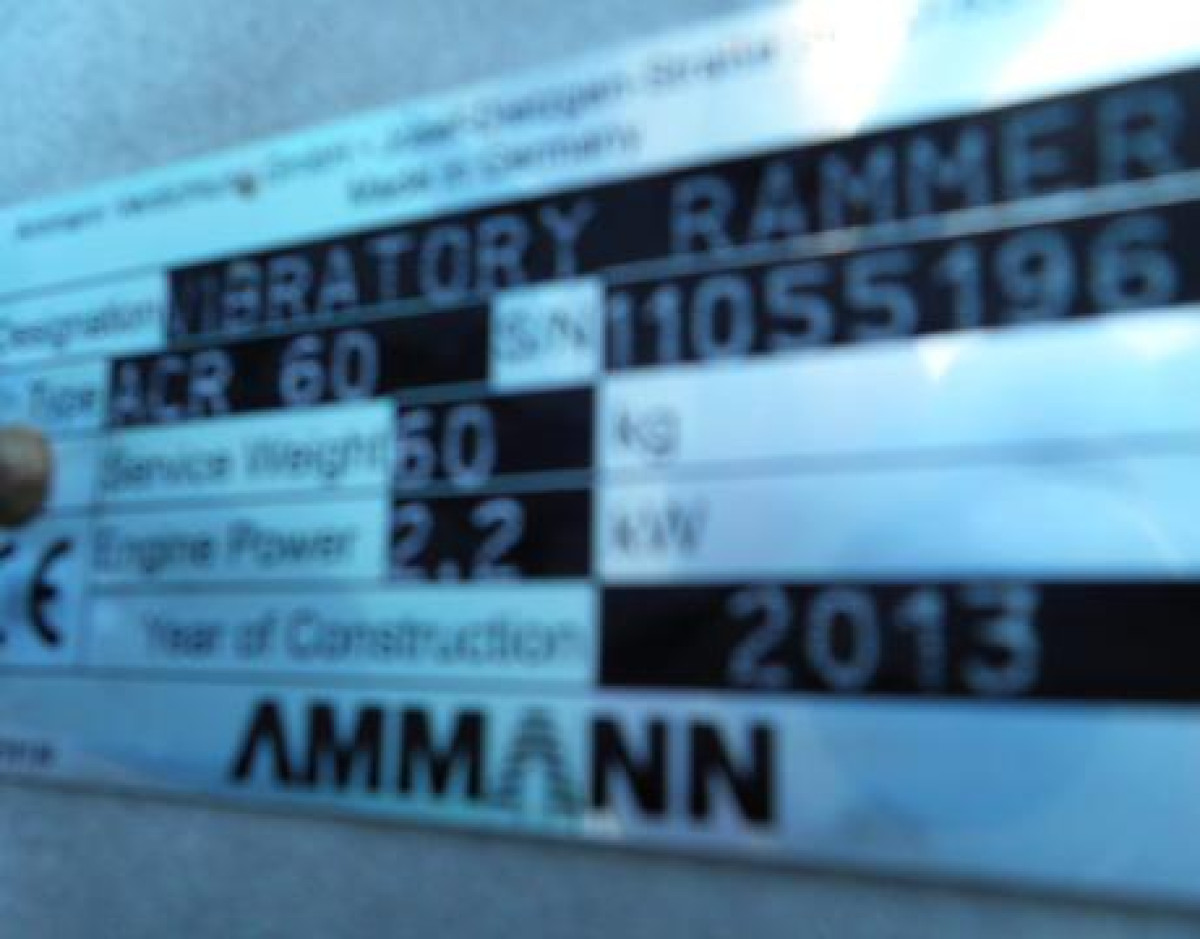 Made in Germany
Designation VIBRATORY RAMMER
Type ACR 60 S/N 11055196
Service Weight 60 kg
Engine Power 2.2 kW
CE Year of Construction 2013
AMMANN